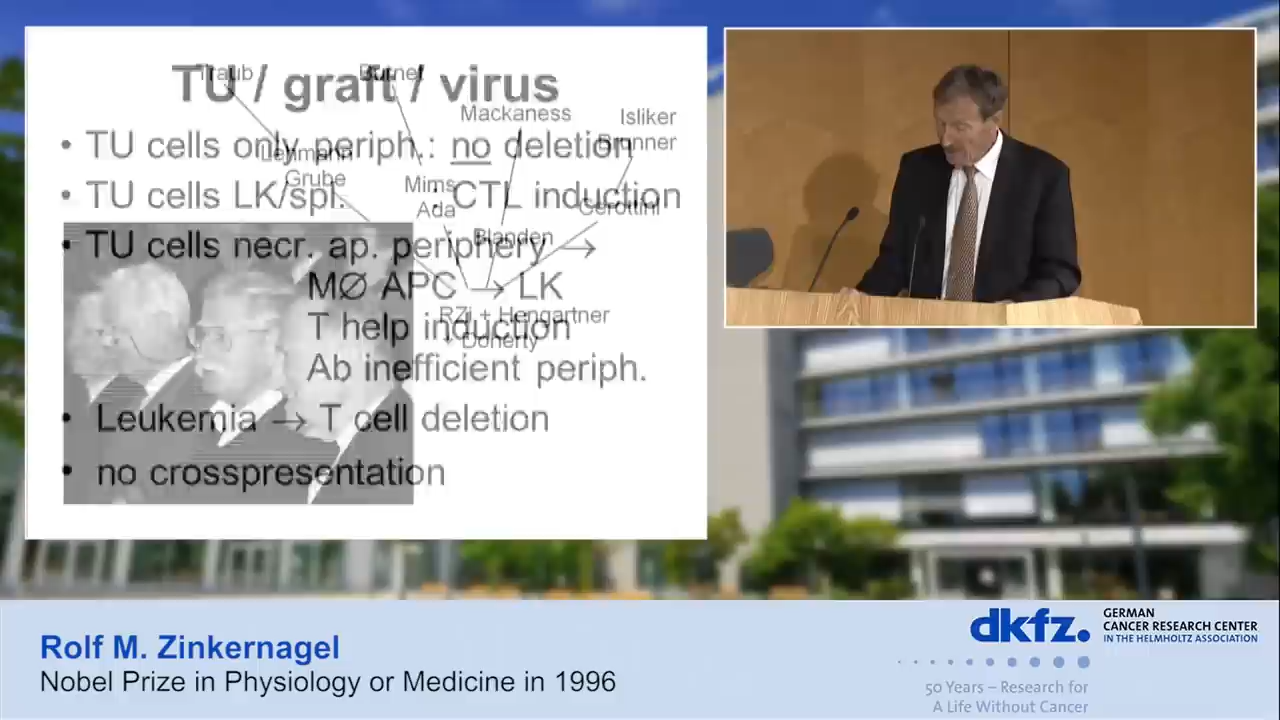 TU / graft / virus
• TU cells only periph.: no deletion
• TU cells LK/spl. : CTL induction
• TU cells necr. ap. periphery →
MØ APC → LK
T help induction
Ab inefficient periph.
• Leukemia → T cell deletion
• no crosspresentation
Traub
Burnet
Mackaness
Isliker
Brunner
Lehmann
Grube
Mims
Ada
Cerottini
Blanden
RZi + Hengartner
Doherty
Rolf M. Zinkernagel
Nobel Prize in Physiology or Medicine in 1996
dkfz.
GERMAN
CANCER RESEARCH CENTER
IN THE HELMHOLTZ ASSOCIATION
50 Years – Research for
A Life Without Cancer